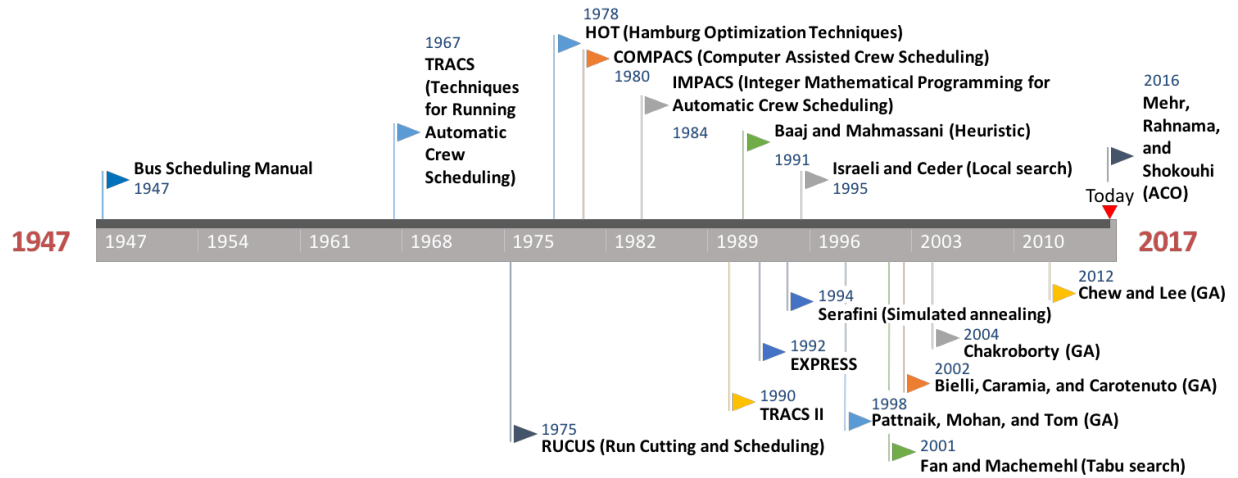 1978
HOT (Hamburg Optimization Techniques)
COMPACS (Computer Assisted Crew Scheduling)
1980
IMPACS (Integer Mathematical Programming for
Automatic Crew Scheduling)
1984
1967
TRACS
(Techniques
for Running
Automatic
Crew
Scheduling)
Baaj and Mahmassani (Heuristic)
1991
Israeli and Ceder (Local search)
1995
2016
Mehr,
Rahnama,
and
Shokouhi
(ACO)
Bus Scheduling Manual
1947
Today
1947
1947 1954 1961 1968 1975 1982 1989 1996 2003 2010
2017
2012
Chew and Lee (GA)
1994
Serafini (Simulated annealing)
2004
Chakroborty (GA)
1992
EXPRESS
2002
Bielli, Caramia, and Carotenuto (GA)
1990
TRACS II
1998
Pattnaik, Mohan, and Tom (GA)
1975
RUCUS (Run Cutting and Scheduling)
2001
Fan and Machemehl (Tabu search)